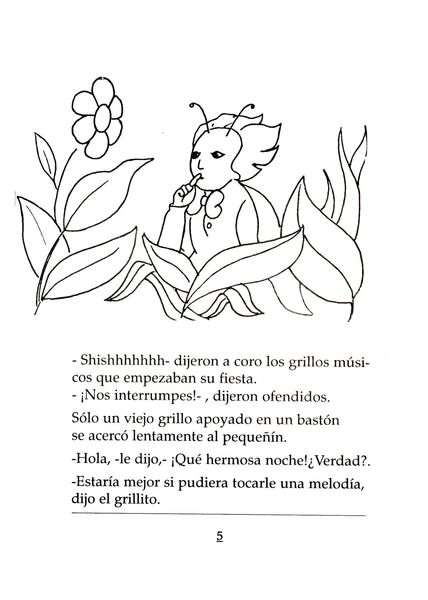 - Shishhhhhhh- dijeron a coro los grillos músi-
cos que empezaban su fiesta.
- ¡Nos interrumpes!- , dijeron ofendidos.
Sólo un viejo grillo apoyado en un bastón
se acercó lentamente al pequeñín.
-Hola, -le dijo,- ¡Qué hermosa noche!¿Verdad?.
-Estaría mejor si pudiera tocarle una melodía,
dijo el grillito.
5